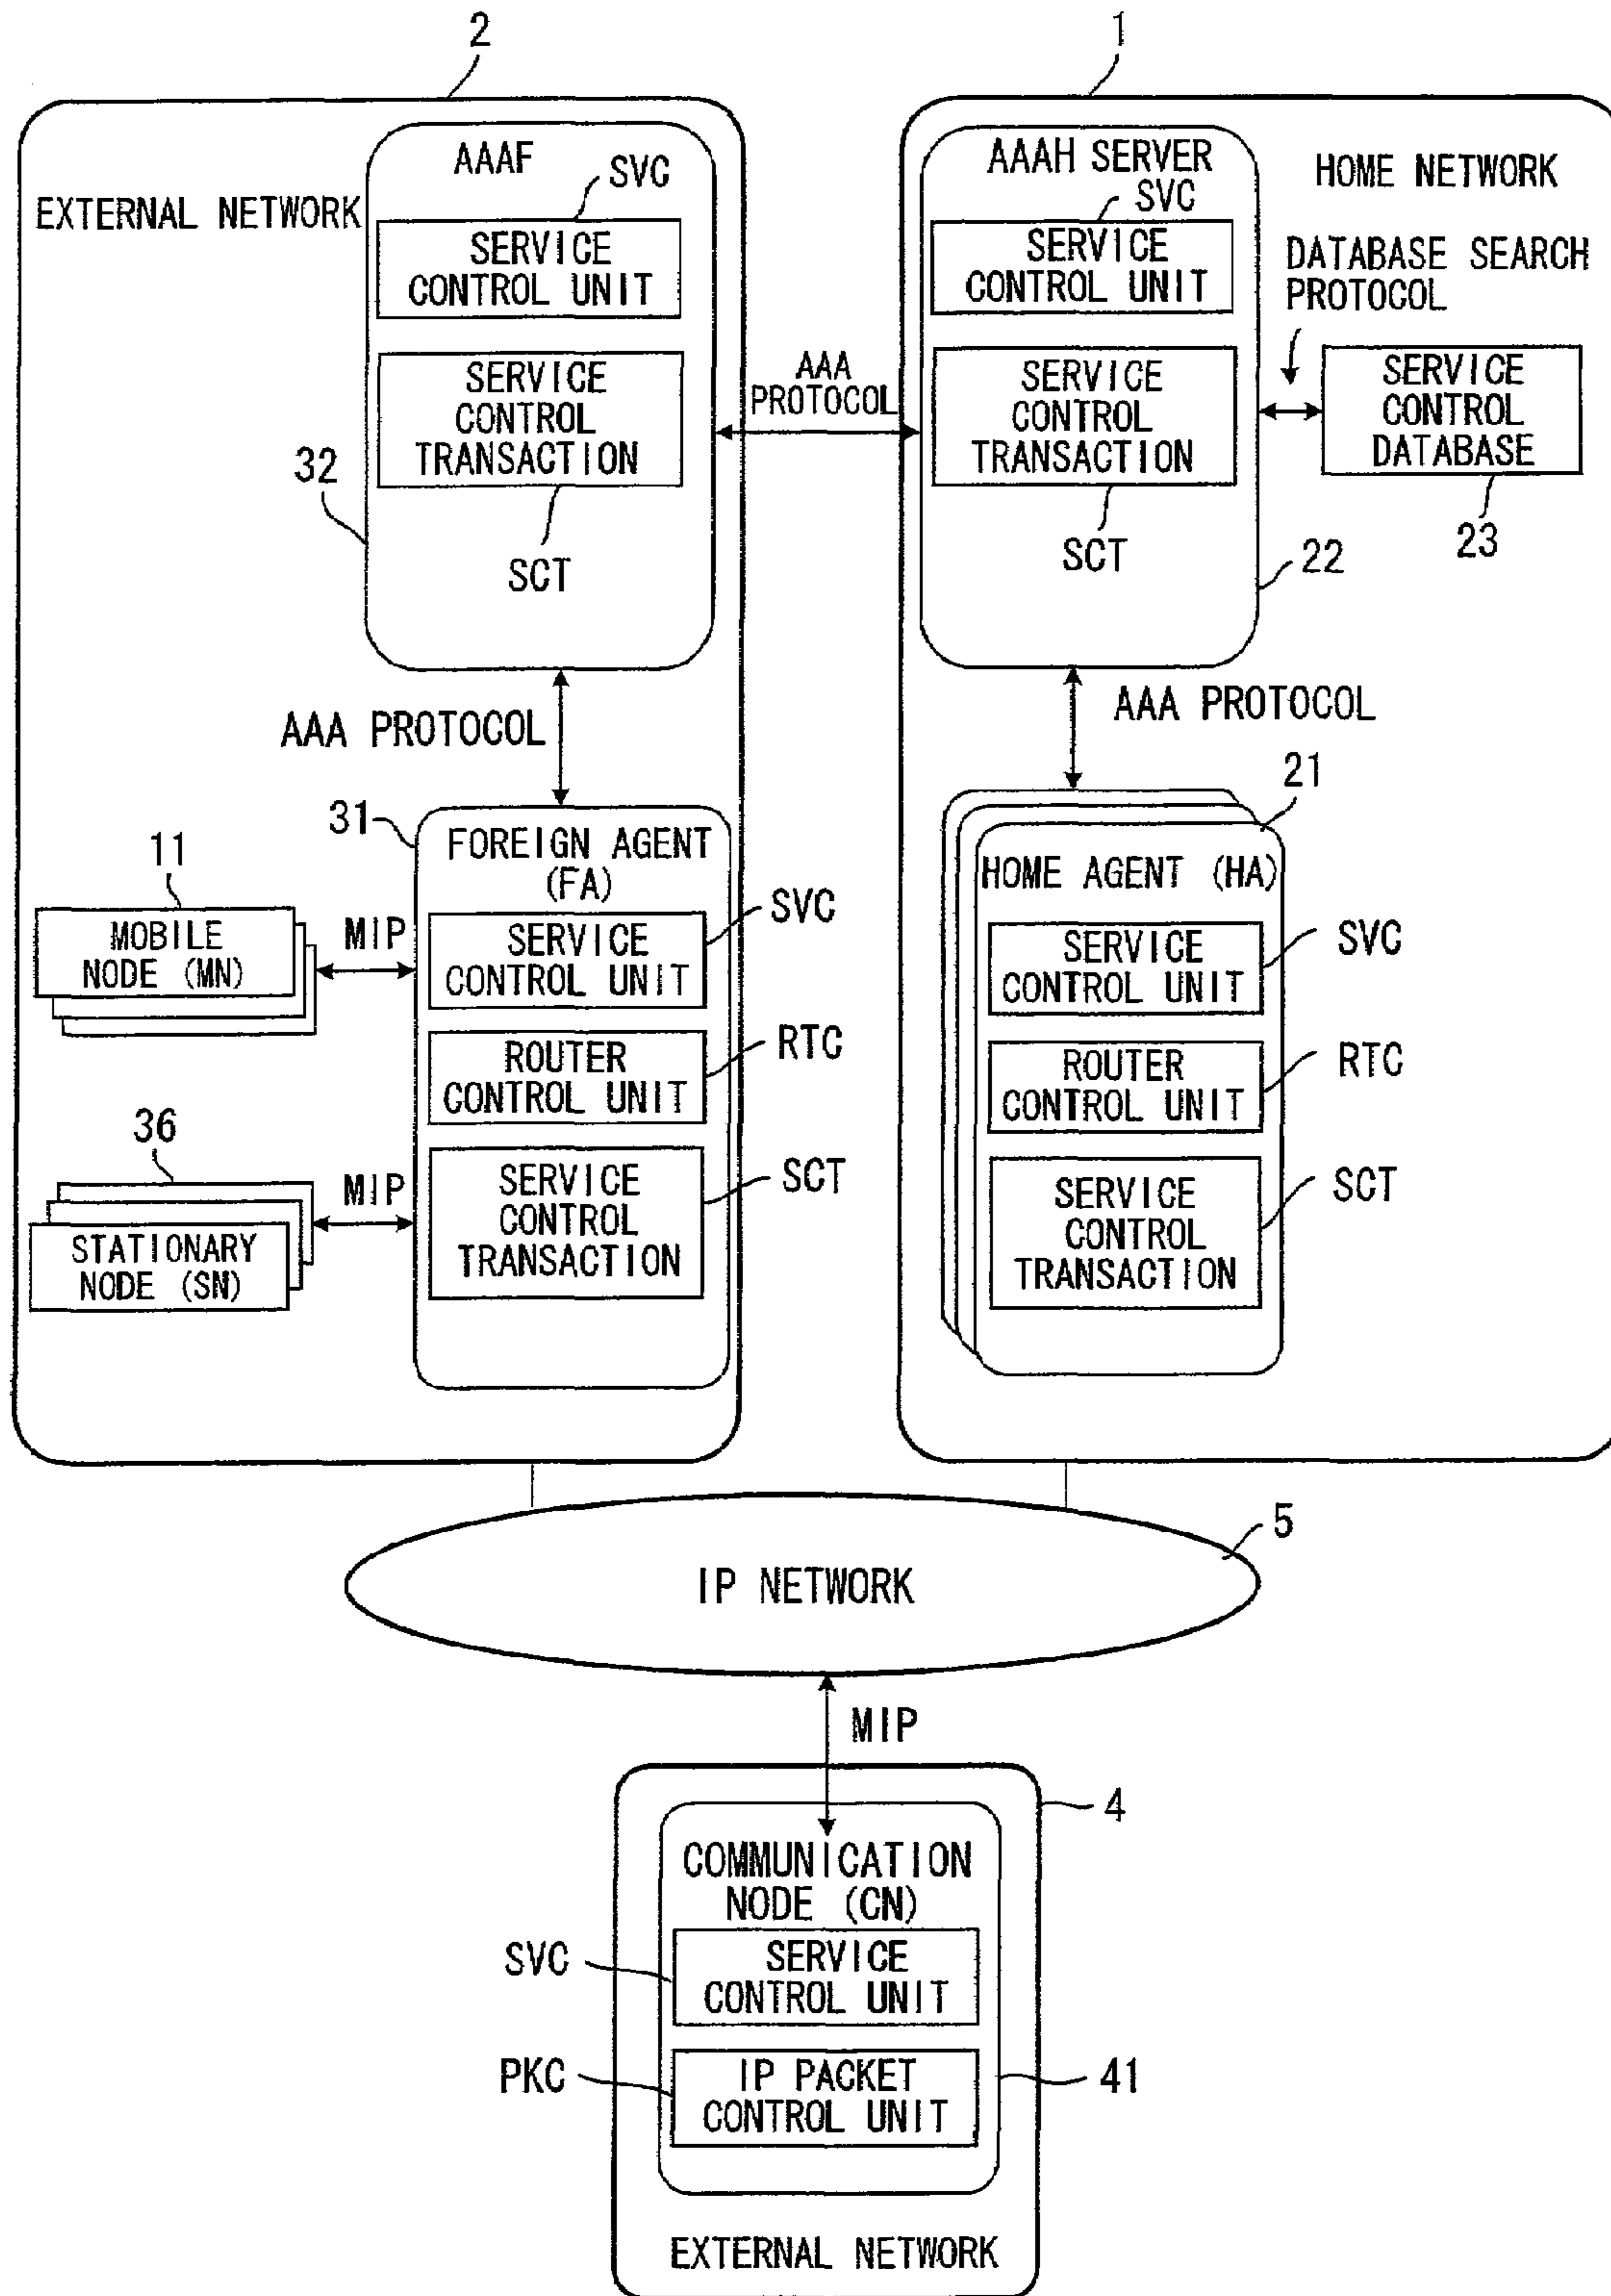 2
1
EXTERNAL NETWORK
AAAF
SVC
SERVICE
CONTROL UNIT
SERVICE
CONTROL
TRANSACTION
SCT
32
AAA
PROTOCOL
AAAH SERVER
SVC
SERVICE
CONTROL UNIT
SERVICE
CONTROL
TRANSACTION
SCT
22
HOME NETWORK
DATABASE SEARCH
PROTOCOL
SERVICE
CONTROL
DATABASE
23
AAA PROTOCOL
AAA PROTOCOL
31
FOREIGN AGENT
(FA)
SERVICE
CONTROL UNIT
SVC
ROUTER
CONTROL UNIT
RTC
SERVICE
CONTROL
TRANSACTION
SCT
11
MOBILE
NODE (MN)
MIP
36
STATIONARY
NODE (SN)
MIP
21
HOME AGENT (HA)
SERVICE
CONTROL UNIT
SVC
ROUTER
CONTROL UNIT
RTC
SERVICE
CONTROL
TRANSACTION
SCT
IP NETWORK
5
MIP
4
COMMUNICATION
NODE (CN)
SVC
SERVICE
CONTROL UNIT
PKC
IP PACKET
CONTROL UNIT
41
EXTERNAL NETWORK